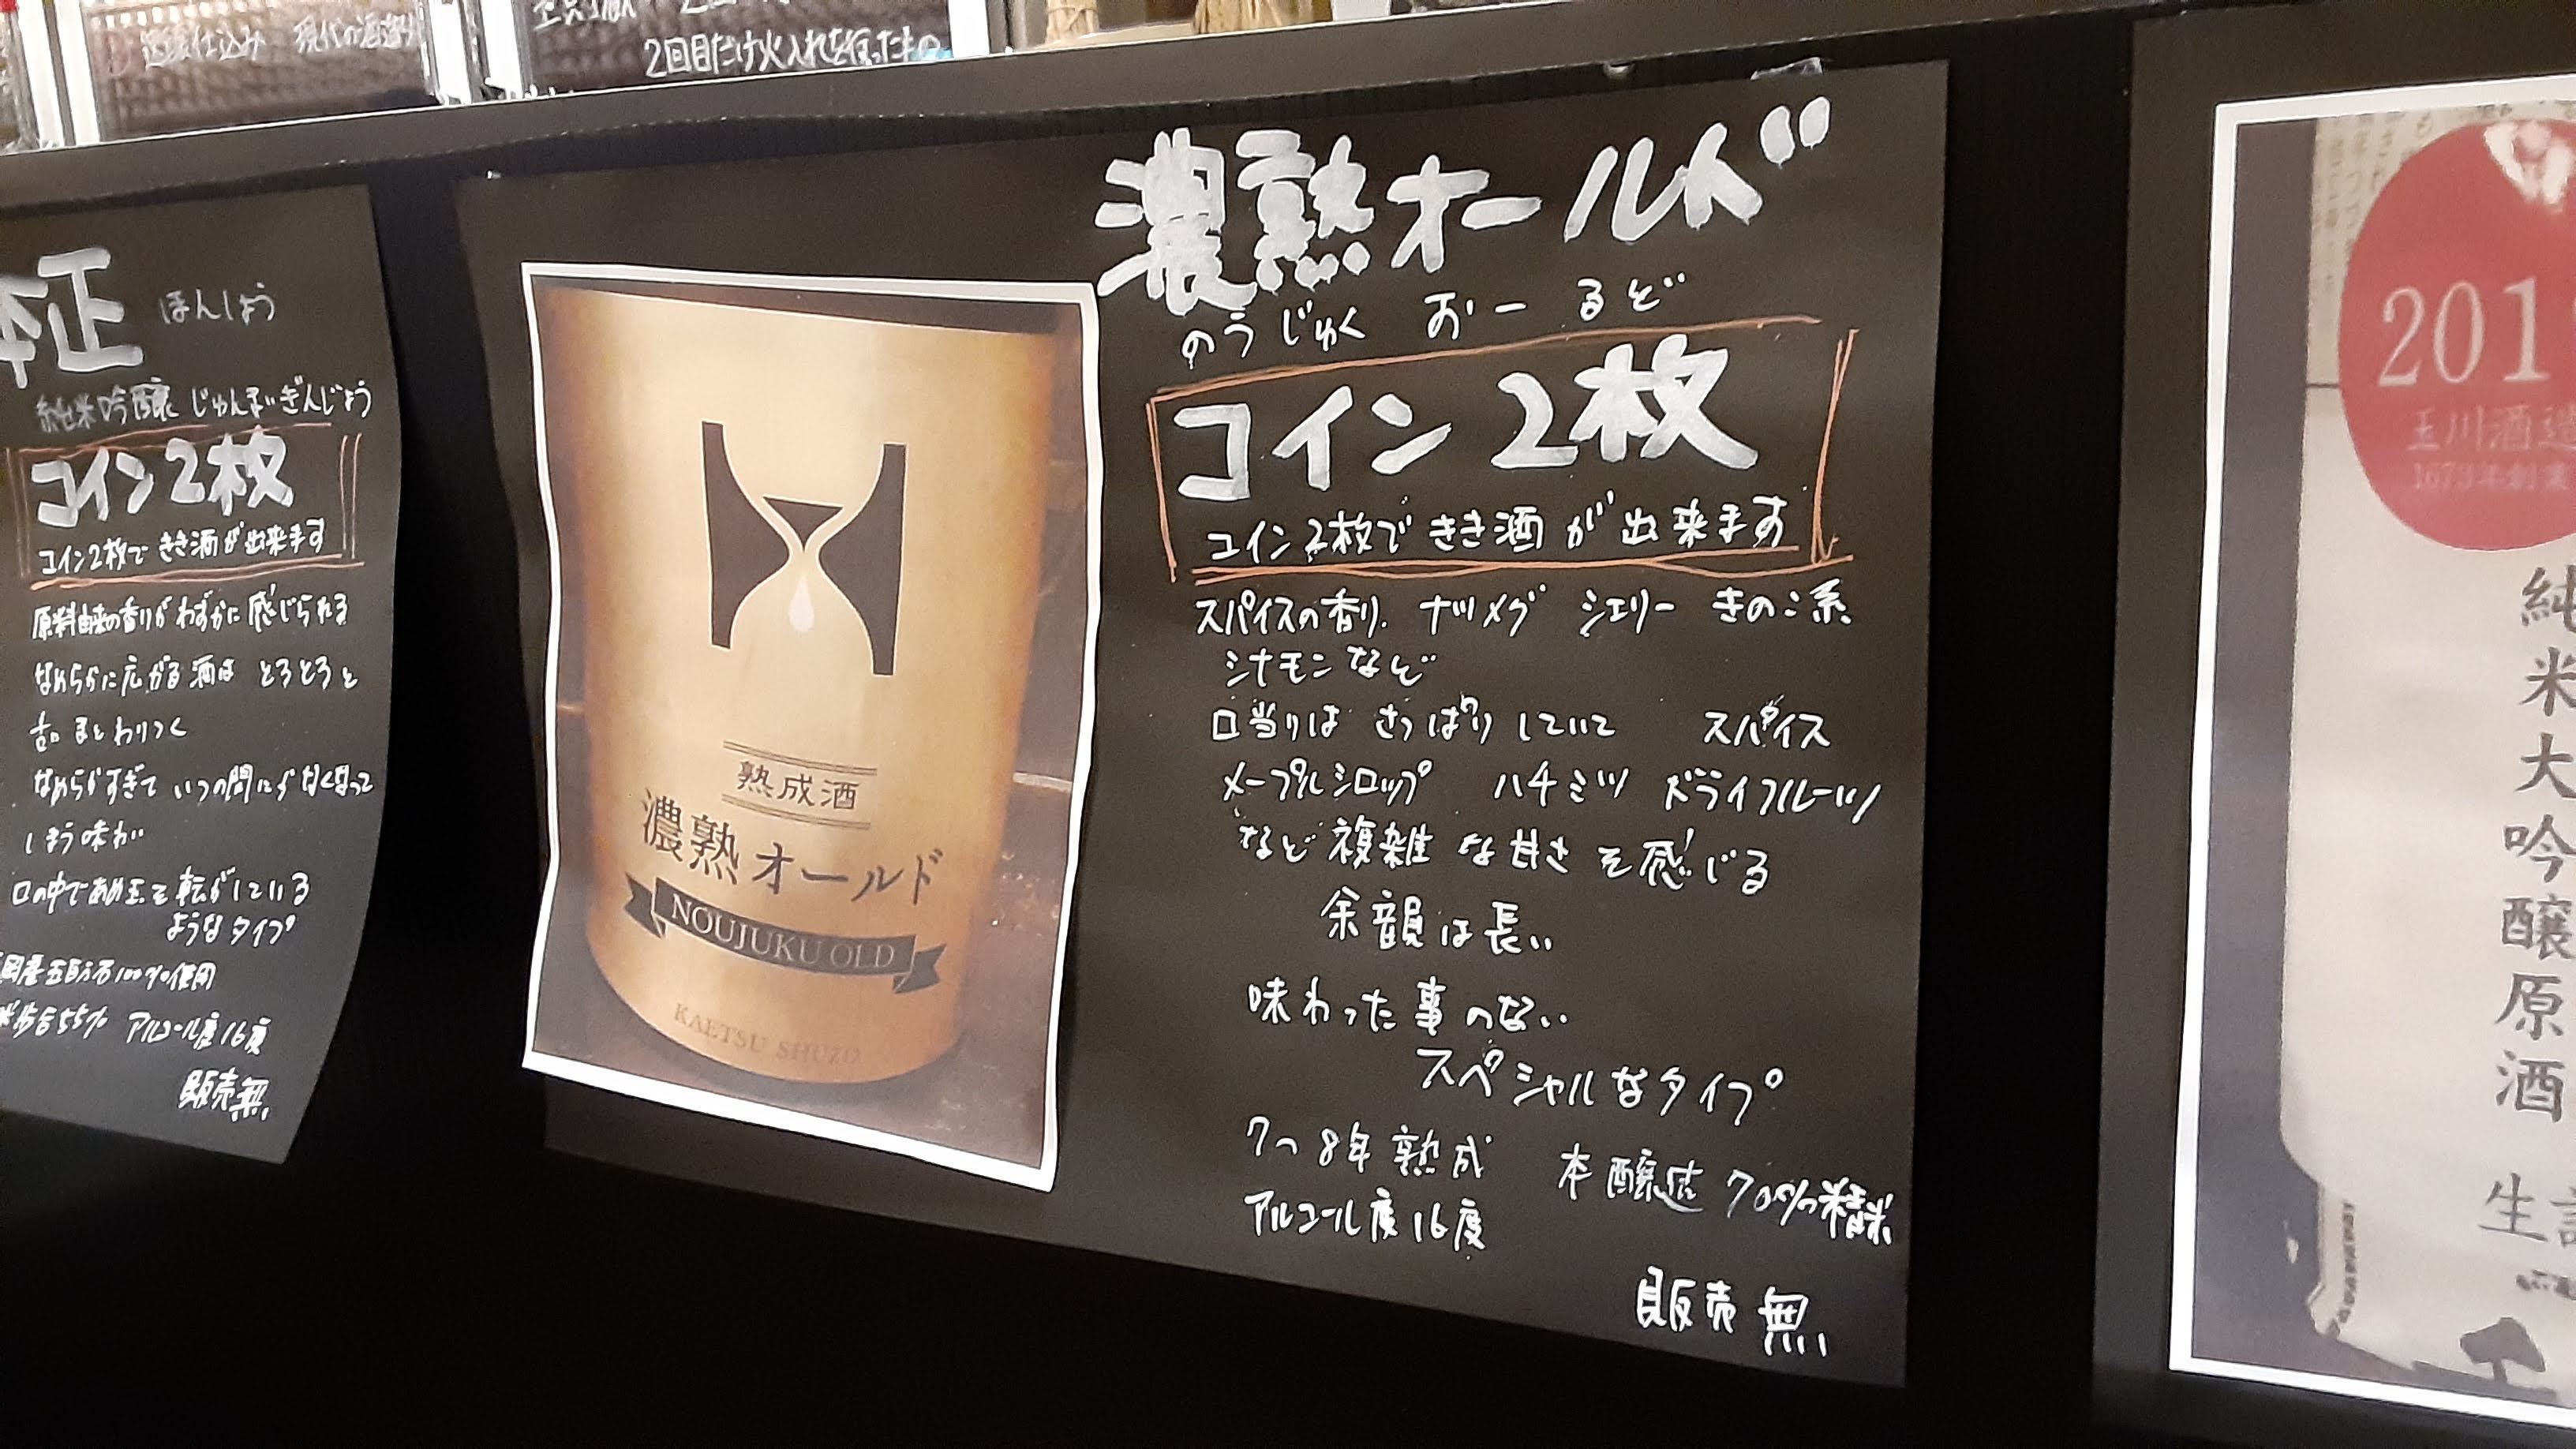 造 仕込み 現代の酒造
2回目だけ火入れを行ったもの
本正 ほんしょう
純米吟醸 じゅんまいぎんじょう
コイン2枚
コイン2枚で きき酒が出来ます
原料由来の香りがわずかに感じられる
なめらかに広がる酒は とろとろと
舌にまとわりつく
なめらかすぎて いつの間にかなくなって
しまう味わい
口の中であめ玉を転がしている
ようなタイプ
五百万石100%使用
歩合55% アルコール度16度
販売無
濃熟オールド
のうじゅく おーるど
コイン2枚
コイン2枚で きき酒が出来ます
スパイスの香り. ナツメグ シェリー きのこ系
シナモンなど
口当りは さっぱりしていて スパイス
メープルシロップ ハチミツ ドライフルーツ
など複雑な甘さを感じる
余韻は長い
味わった事のない
スペシャルなタイプ
7〜8年熟成 本醸造 70%精米
アルコール度16度
販売無
熟成酒
濃熟オールド
NOUJUKU OLD
KAETSU SHUZO
201
玉川酒造
1673年創業
純米大吟醸原酒
生